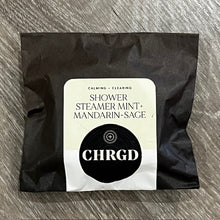 CALMING + CLEARING
SHOWER
STEAMER MINT+
MANDARIN+SAGE
CHRGD